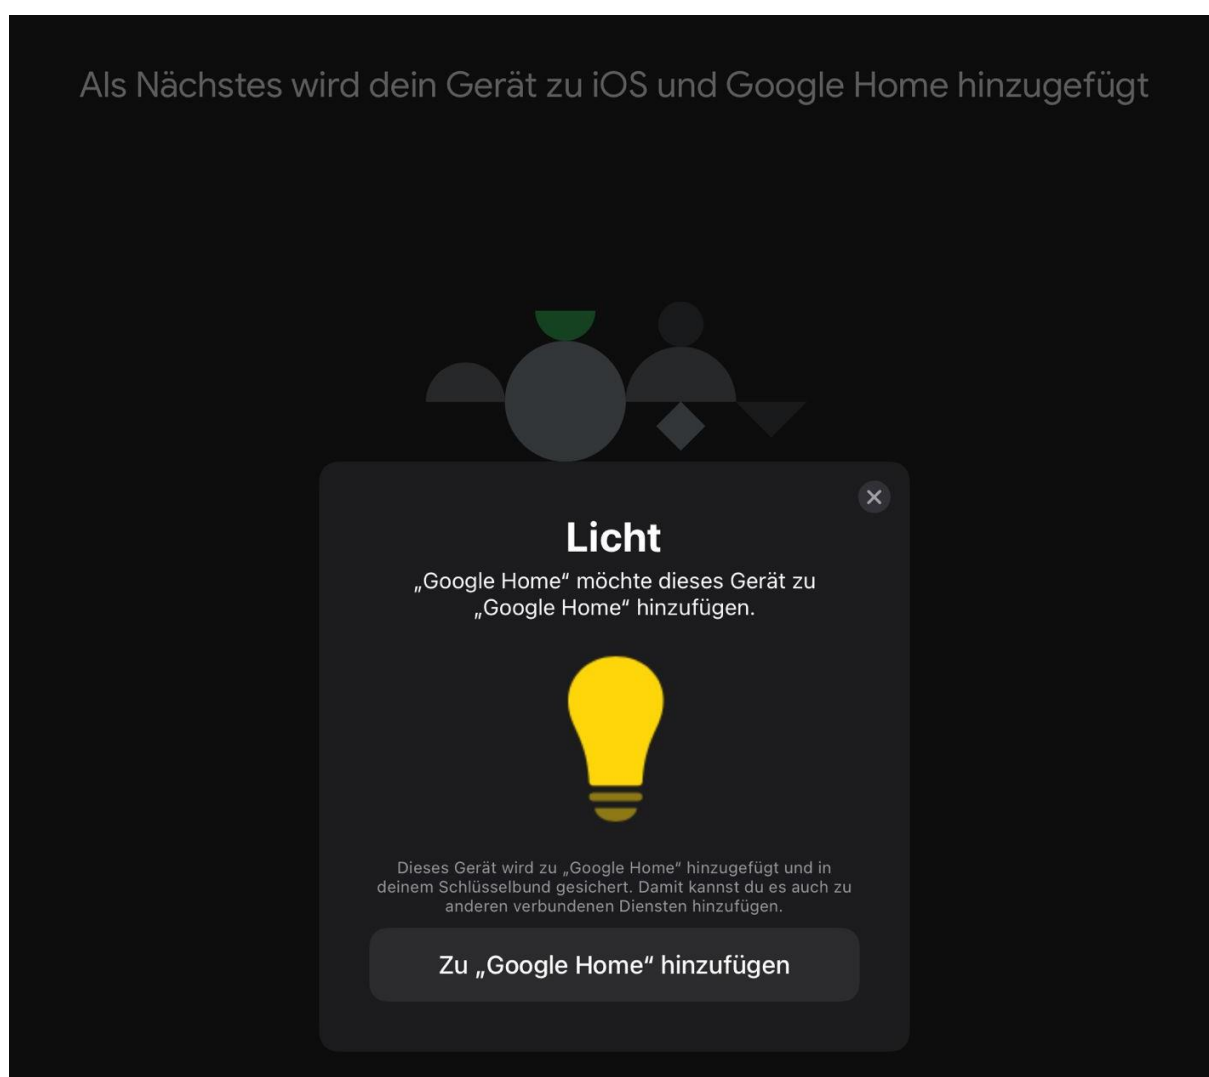 Als Nächstes wird dein Gerät zu iOS und Google Home hinzugefügt
Licht
„Google Home“ möchte dieses Gerät zu
„Google Home“ hinzufügen.
Dieses Gerät wird zu „Google Home“ hinzugefügt und in
deinem Schlüsselbund gesichert. Damit kannst du es auch zu
anderen verbundenen Diensten hinzufügen.
Zu „Google Home“ hinzufügen